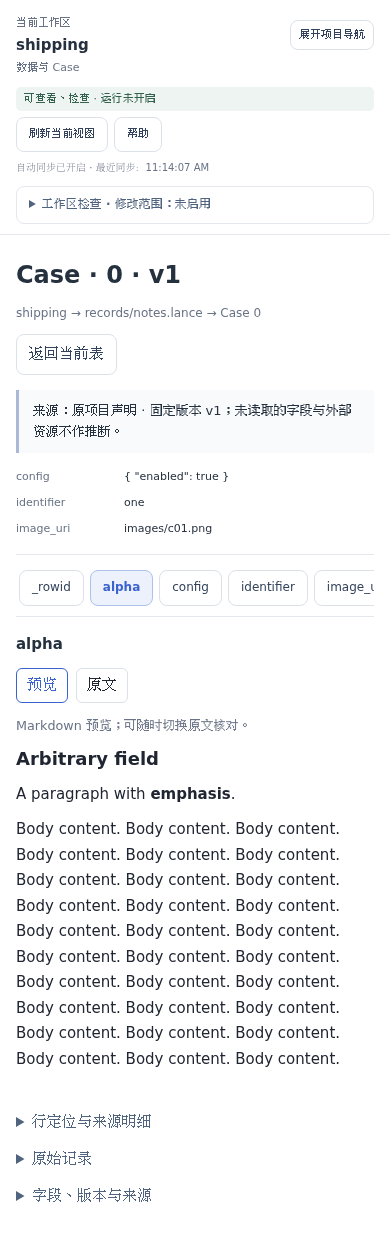 当前工作区
shipping
展开项目导航
数据与 Case
可查看、检查 · 运行未开启
刷新当前视图
帮助
自动同步已开启 · 最近同步: 11:14:07 AM
▶ 工作区检查 · 修改范围：未启用
Case · 0 · v1
shipping → records/notes.lance → Case 0
返回当前表
来源：原项目声明 · 固定版本 v1；未读取的字段与外部
资源不作推断。
config { "enabled": true }
identifier one
image_uri images/c01.png
_rowid alpha config identifier image_u
alpha
预览 原文
Markdown 预览；可随时切换原文核对。
Arbitrary field
A paragraph with emphasis.
Body content. Body content. Body content.
Body content. Body content. Body content.
Body content. Body content. Body content.
Body content. Body content. Body content.
Body content. Body content. Body content.
Body content. Body content. Body content.
Body content. Body content. Body content.
Body content. Body content. Body content.
Body content. Body content. Body content.
Body content. Body content. Body content.
▶ 行定位与来源明细
▶ 原始记录
▶ 字段、版本与来源